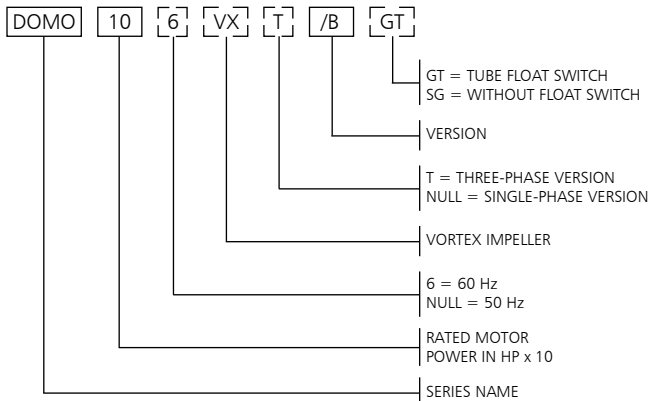 DOMO 10 6 VX T /B GT
GT = TUBE FLOAT SWITCH
SG = WITHOUT FLOAT SWITCH
VERSION
T = THREE-PHASE VERSION
NULL = SINGLE-PHASE VERSION
VORTEX IMPELLER
6 = 60 Hz
NULL = 50 Hz
RATED MOTOR
POWER IN HP x 10
SERIES NAME